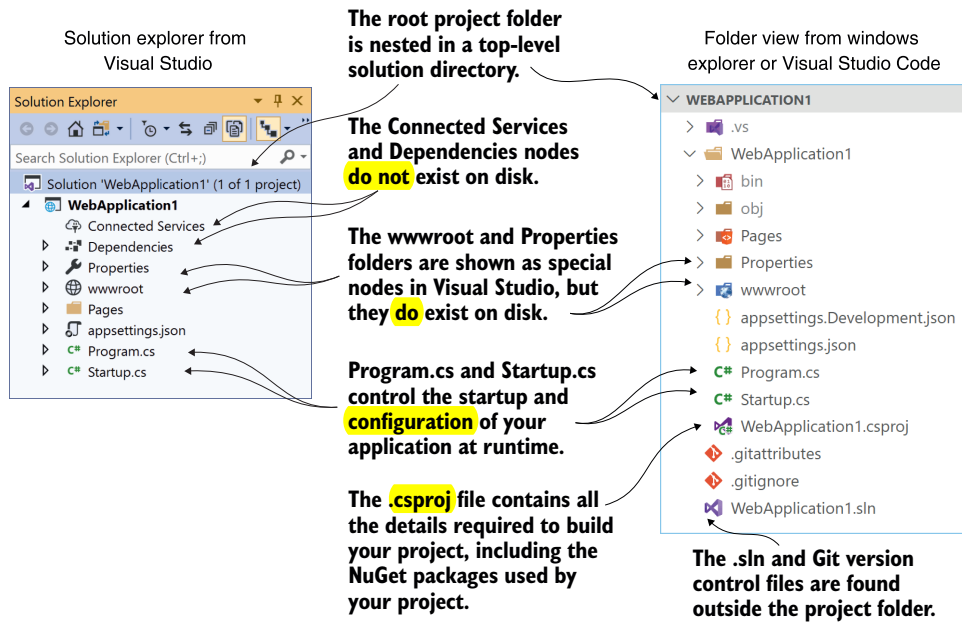 Solution explorer from
Visual Studio
Solution Explorer
Search Solution Explorer (Ctrl+;)
Solution 'WebApplication1' (1 of 1 project)
WebApplication1
Connected Services
Dependencies
Properties
wwwroot
Pages
appsettings.json
C# Program.cs
C# Startup.cs
The root project folder
is nested in a top-level
solution directory.
The Connected Services
and Dependencies nodes
do not exist on disk.
The wwwroot and Properties
folders are shown as special
nodes in Visual Studio, but
they do exist on disk.
Program.cs and Startup.cs
control the startup and
configuration of your
application at runtime.
The .csproj file contains all
the details required to build
your project, including the
NuGet packages used by
your project.
Folder view from windows
explorer or Visual Studio Code
WEBAPPLICATION1
.vs
WebApplication1
bin
obj
Pages
Properties
wwwroot
{ } appsettings.Development.json
{ } appsettings.json
C# Program.cs
C# Startup.cs
WebApplication1.csproj
.gitattributes
.gitignore
WebApplication1.sln
The .sln and Git version
control files are found
outside the project folder.